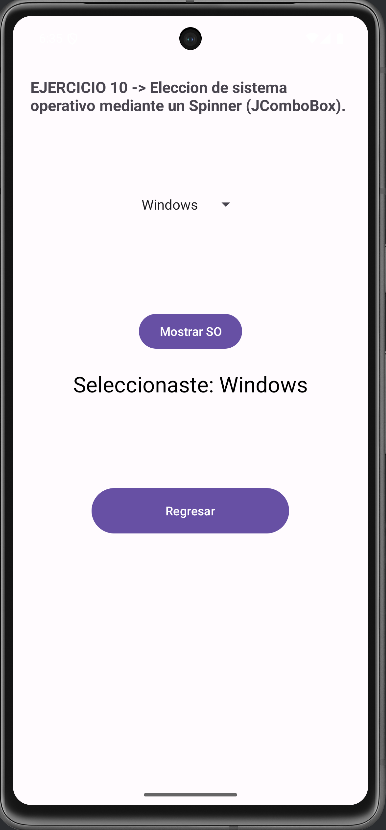 EJERCICIO 10 -> Eleccion de sistema
operativo mediante un Spinner (JComboBox).
Windows
Mostrar SO
Seleccionaste: Windows
Regresar